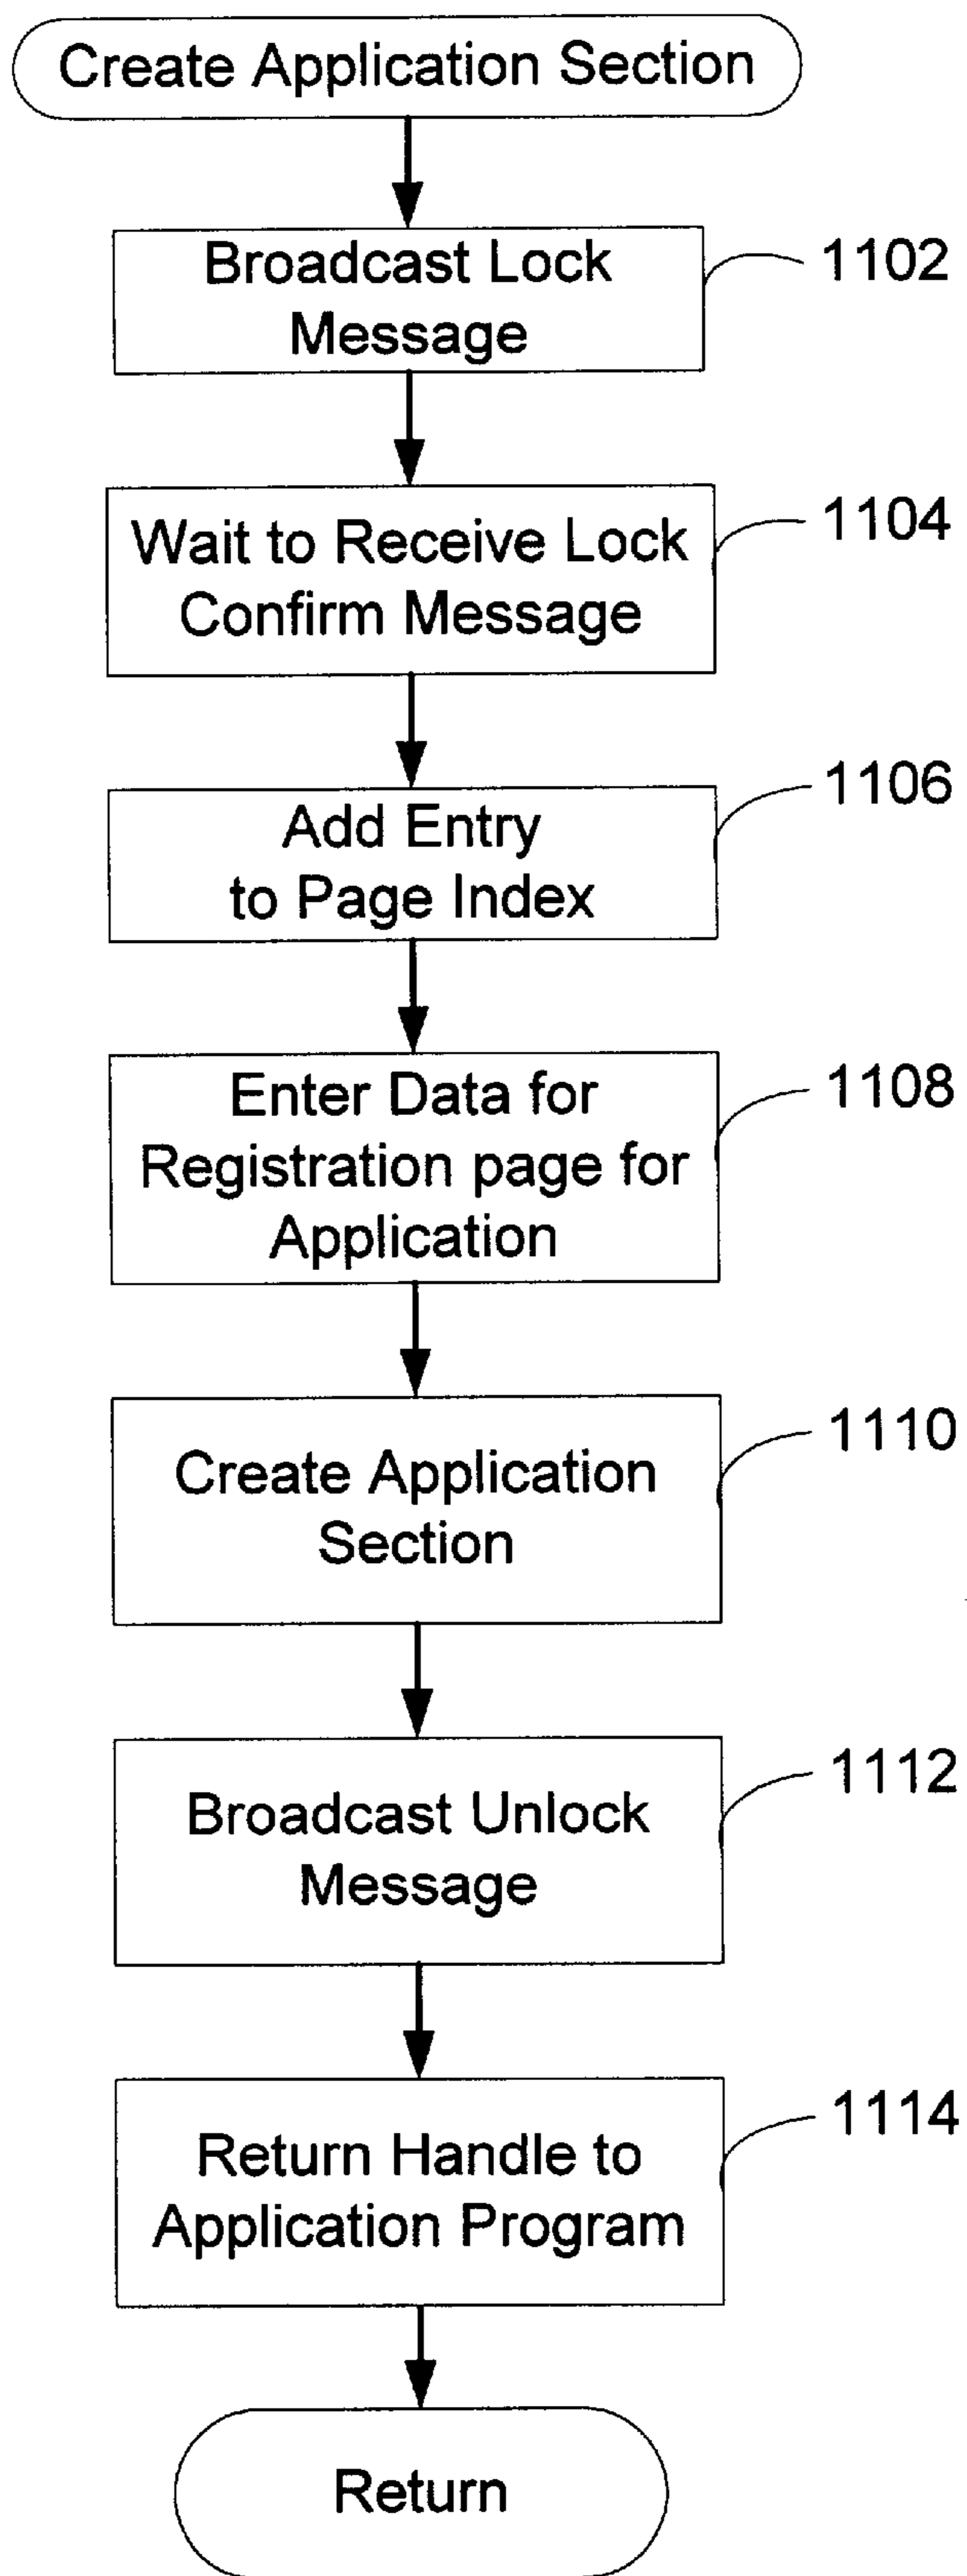 Create Application Section
Broadcast Lock
Message
1102
Wait to Receive Lock
Confirm Message
1104
Add Entry
to Page Index
1106
Enter Data for
Registration page for
Application
1108
Create Application
Section
1110
Broadcast Unlock
Message
1112
Return Handle to
Application Program
1114
Return